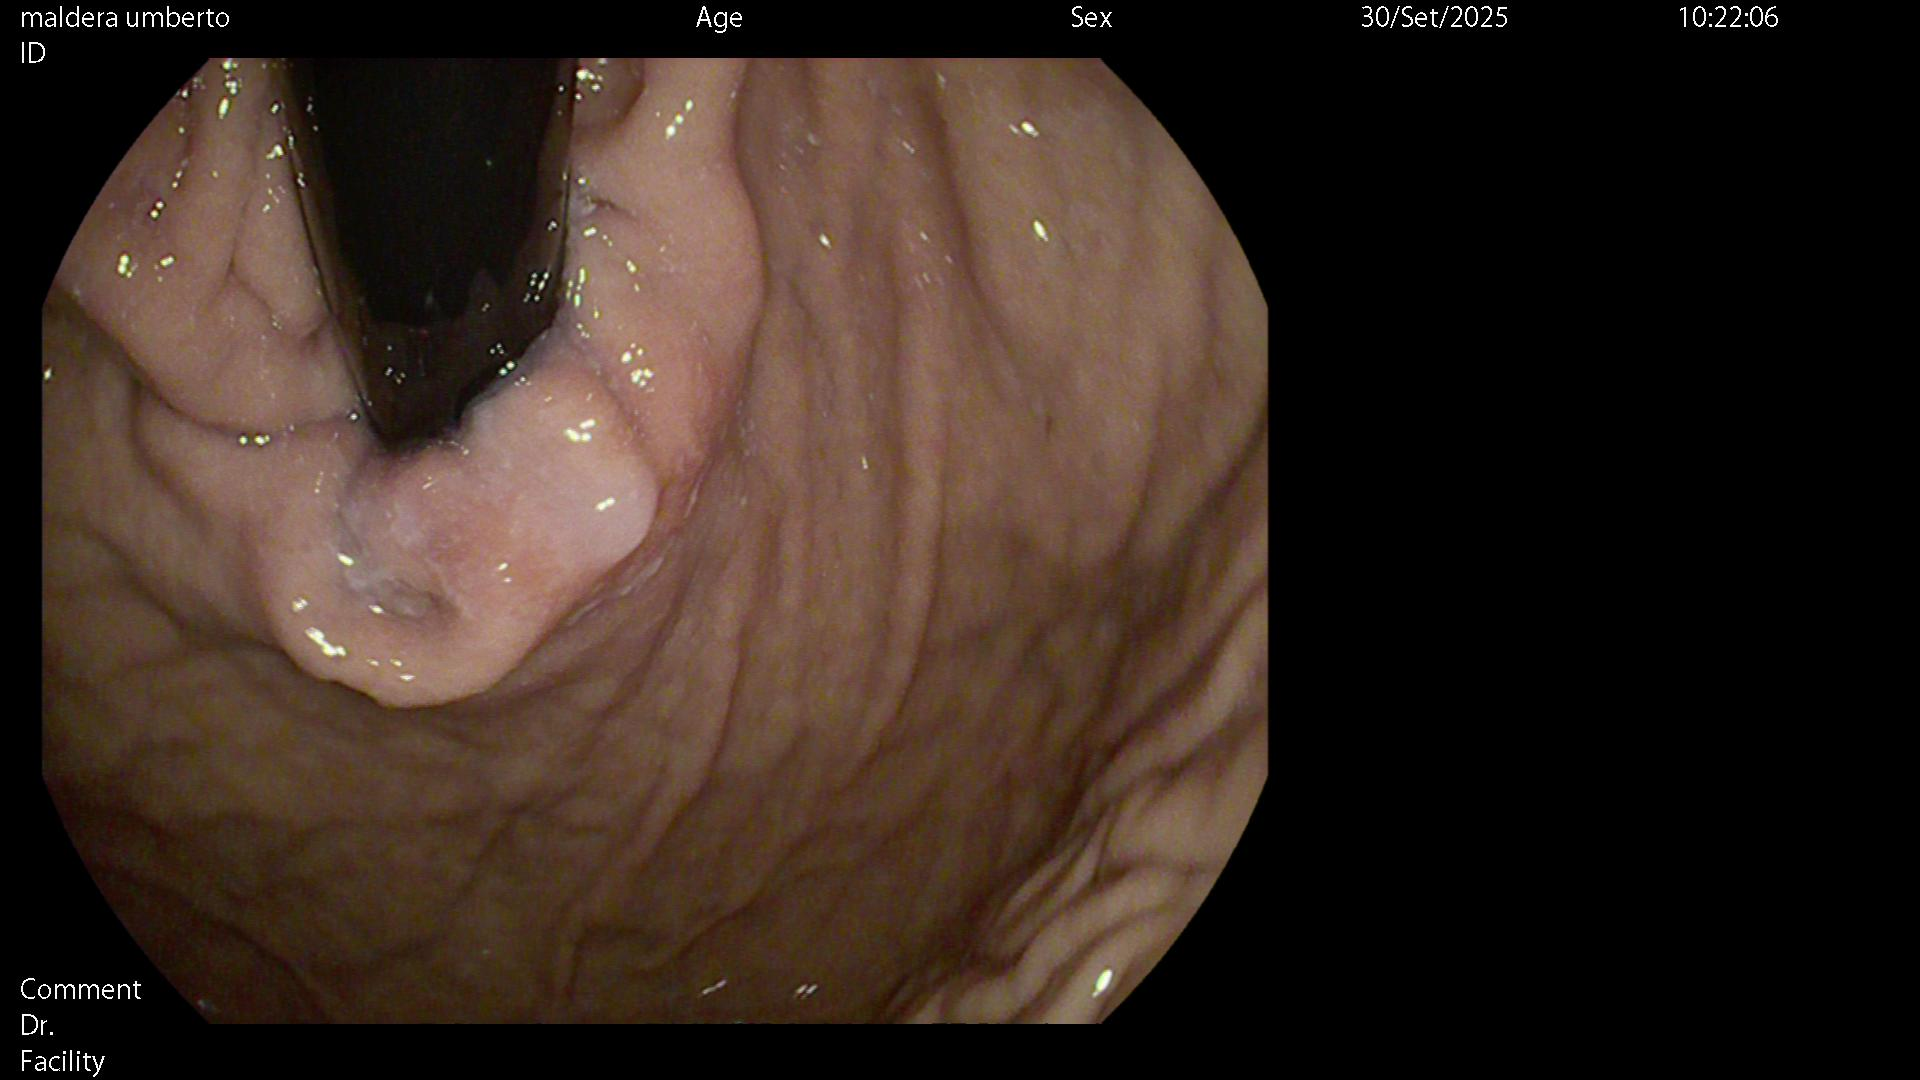 maldera umberto Age Sex 30/Set/2025 10:22:06
ID
Comment
Dr.
Facility